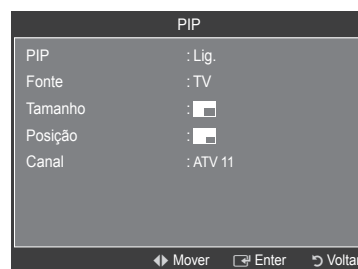 PIP
PIP : Lig.
Fonte : TV
Tamanho :
Posição :
Canal : ATV 11
Mover Enter Voltar